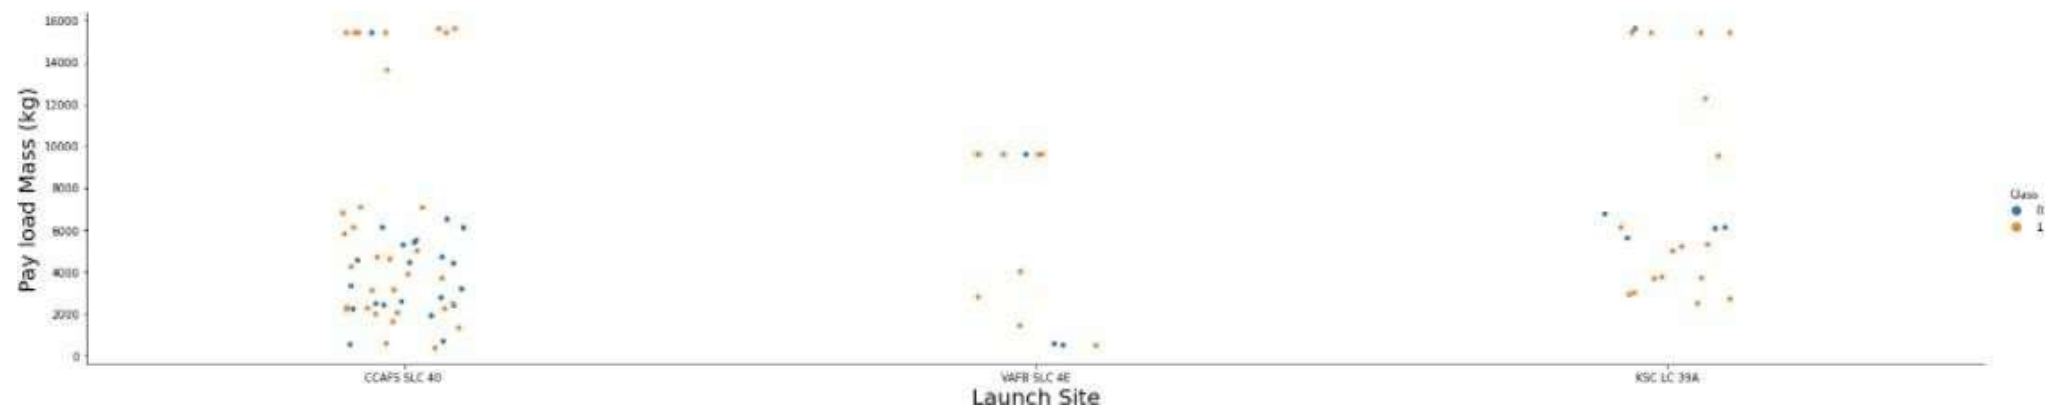 Pay load Mass (kg)
16000
14000
12000
10000
8000
6000
4000
2000
0
CCAFS SLC 40
VAFB SLC 4E
KSC LC 39A
Launch Site
Class
0
1